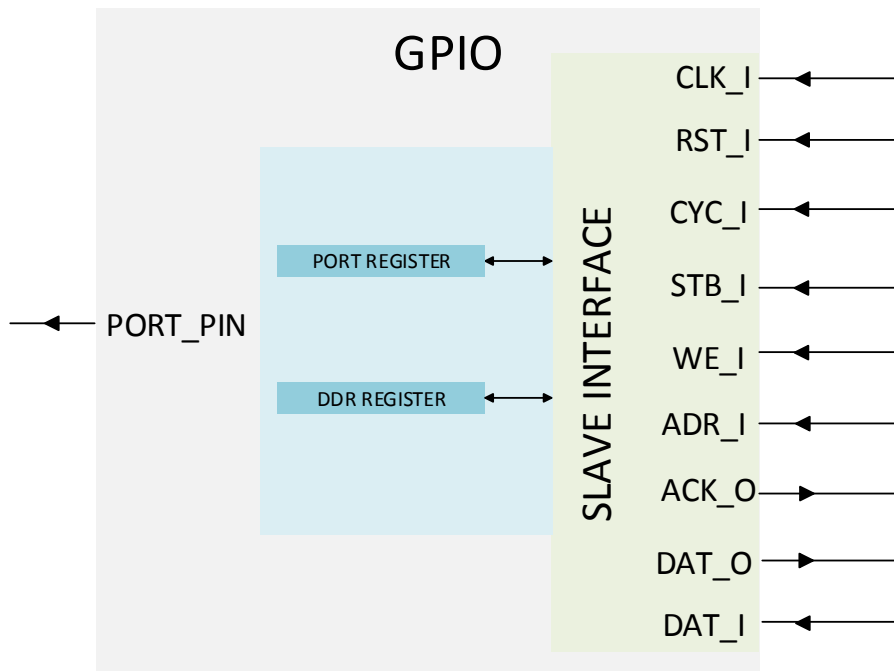 GPIO
CLK_I
RST_I
CYC_I
STB_I
WE_I
ADR_I
ACK_O
DAT_O
DAT_I
SLAVE INTERFACE
PORT REGISTER
DDR REGISTER
PORT_PIN